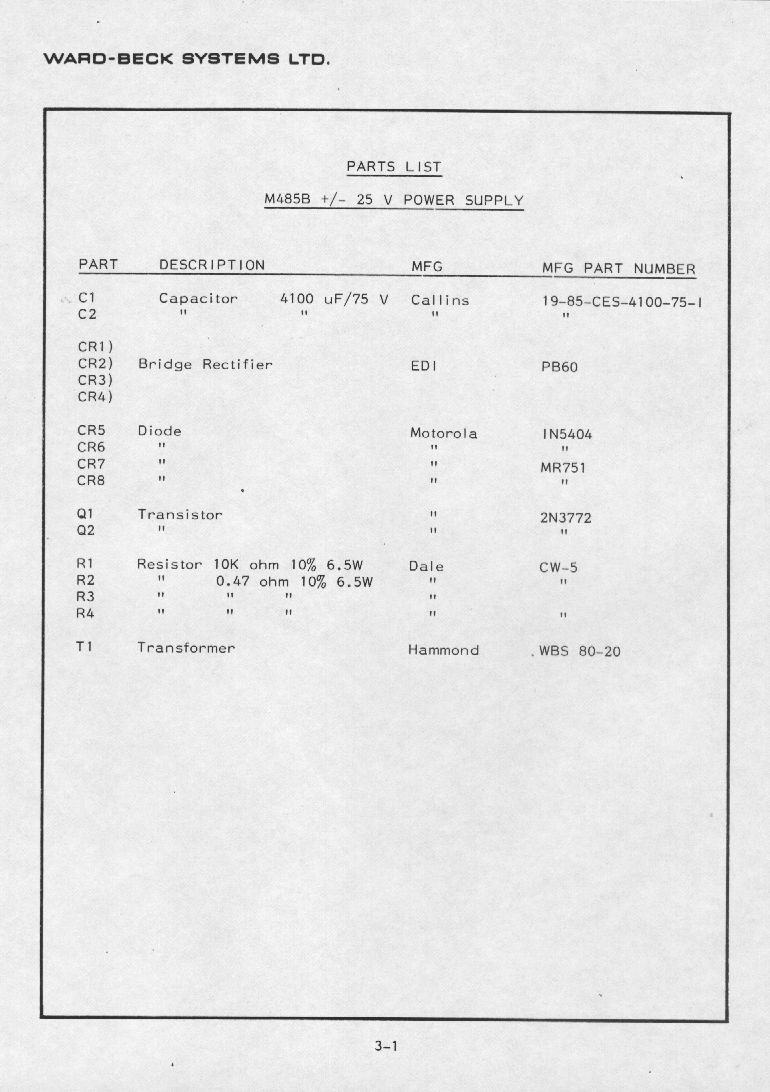 WARD-BECK SYSTEMS LTD.
PARTS LIST
M485B +/- 25 V POWER SUPPLY
PART DESCRIPTION MFG MFG PART NUMBER
C1 Capacitor 4100 uF/75 V Callins 19-85-CES-4100-75-I
C2 " " " "
CR1)
CR2) Bridge Rectifier EDI PB60
CR3)
CR4)
CR5 Diode Motorola IN5404
CR6 " " "
CR7 " " MR751
CR8 " " "
Q1 Transistor " 2N3772
Q2 " " "
R1 Resistor 10K ohm 10% 6.5W Dale CW-5
R2 " 0.47 ohm 10% 6.5W " "
R3 " " " "
R4 " " " " "
T1 Transformer Hammond WBS 80-20
3-1